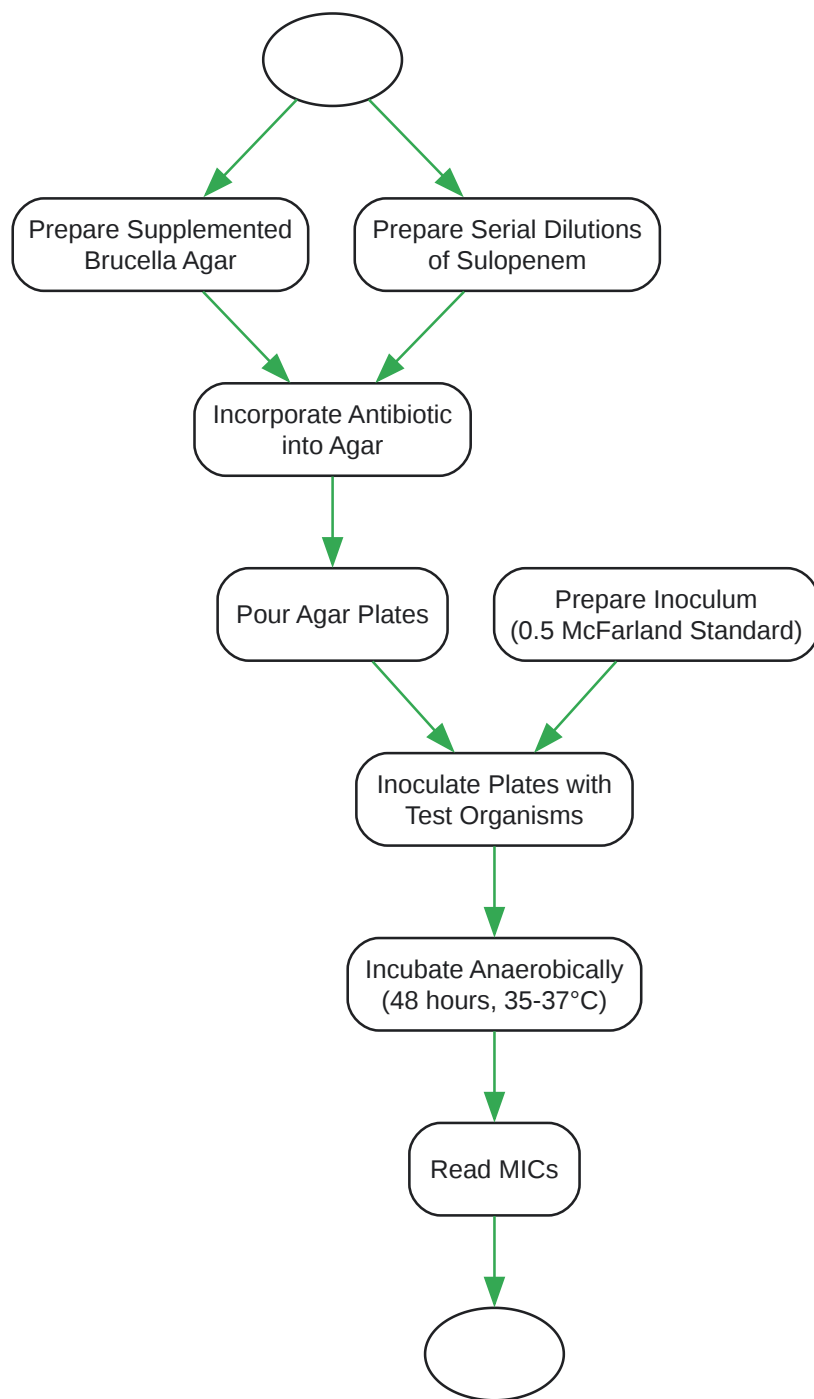 Prepare Supplemented
Brucella Agar
Prepare Serial Dilutions
of Sulopenem
Incorporate Antibiotic
into Agar
Pour Agar Plates
Prepare Inoculum
(0.5 McFarland Standard)
Inoculate Plates with
Test Organisms
Incubate Anaerobically
(48 hours, 35-37°C)
Read MICs